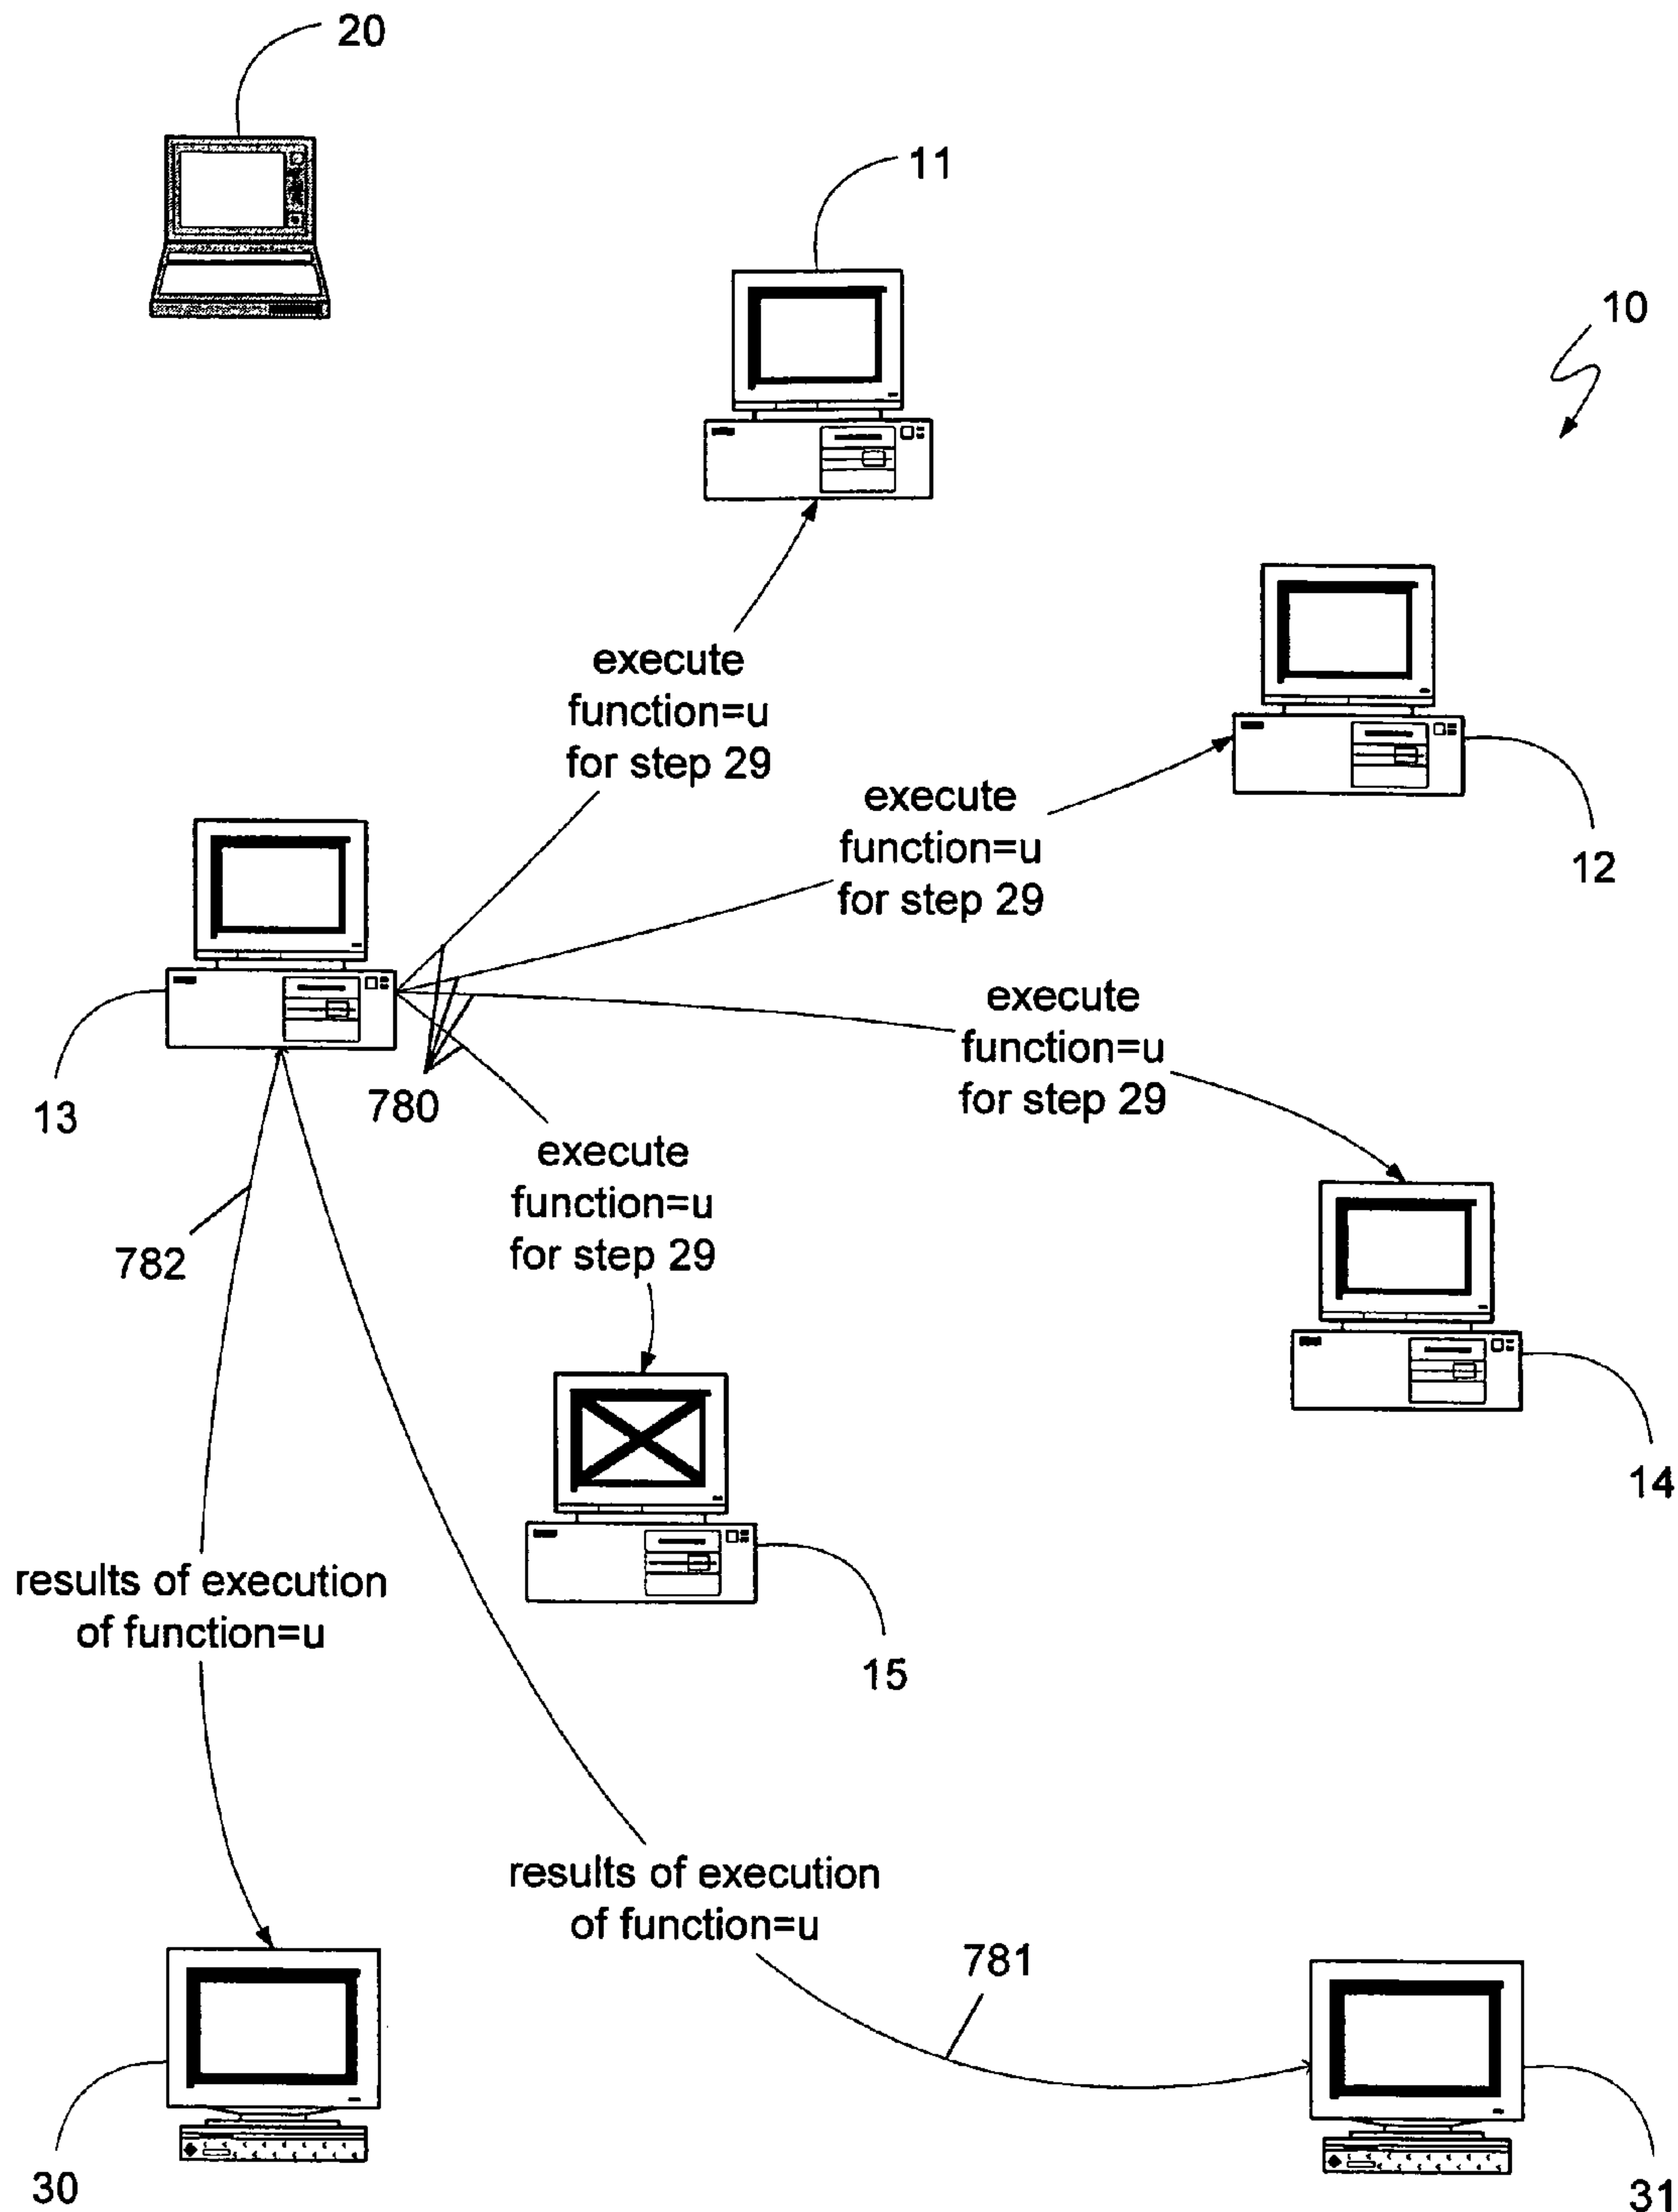 20
11
10
execute
function=u
for step 29
execute
function=u
for step 29
12
execute
function=u
for step 29
13
780
execute
function=u
for step 29
782
14
results of execution
of function=u
15
results of execution
of function=u
781
30
31